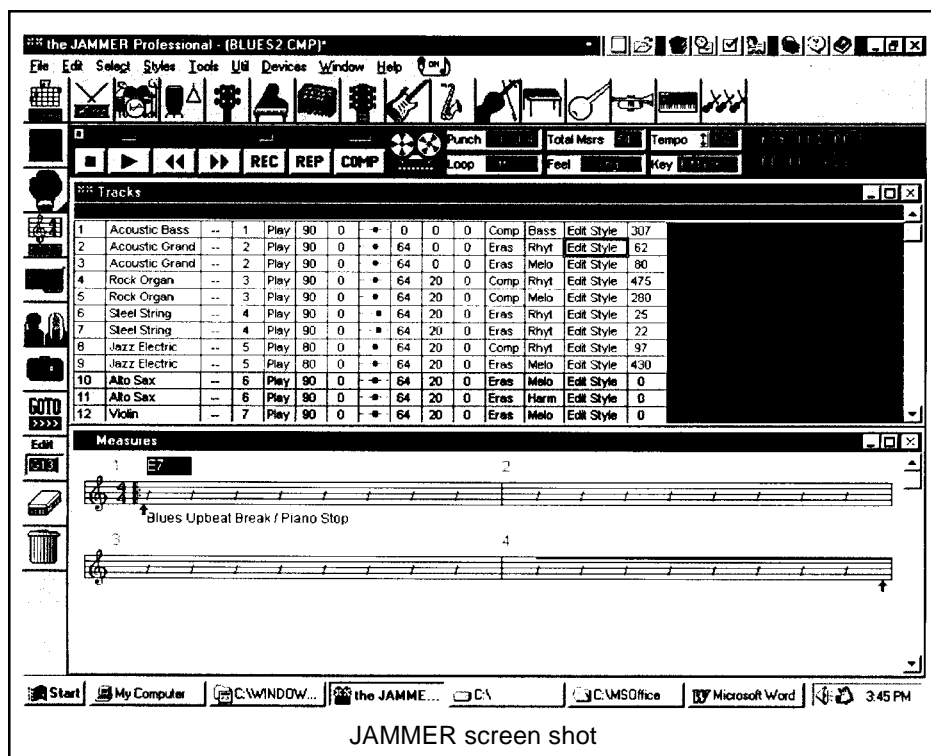 the JAMMER Professional - (BLUES2 CMP)*
File Edit Select Styles Tools Util Devices Window Help ON
Punch Total Msrs Tempo
REC REP COMP
Loop Feel Key
Tracks
1 Acoustic Bass -- 1 Play 90 0 0 0 0 Comp Bass Edit Style 307
2 Acoustic Grand -- 2 Play 90 0 64 0 0 Eras Rhyt Edit Style 62
3 Acoustic Grand -- 2 Play 90 0 64 0 0 Eras Melo Edit Style 80
4 Rock Organ -- 3 Play 90 0 64 20 0 Comp Rhyt Edit Style 475
5 Rock Organ -- 3 Play 90 0 64 20 0 Comp Melo Edit Style 280
6 Steel String -- 4 Play 90 0 64 20 0 Eras Rhyt Edit Style 25
7 Steel String -- 4 Play 90 0 64 20 0 Eras Rhyt Edit Style 22
8 Jazz Electric -- 5 Play 80 0 64 20 0 Comp Rhyt Edit Style 97
9 Jazz Electric -- 5 Play 80 0 64 20 0 Eras Melo Edit Style 430
10 Alto Sax -- 6 Play 90 0 64 20 0 Eras Melo Edit Style 0
11 Alto Sax -- 6 Play 90 0 64 20 0 Eras Harm Edit Style 0
12 Violin -- 7 Play 90 0 64 20 0 Eras Melo Edit Style 0
GOTO
>>>>
Edit
Measures
1 E7 2
4
4
Blues Upbeat Break / Piano Stop
3 4
Start My Computer C:\WINDOW... the JAMME... C:\ C:\MSOffice Microsoft Word 3:45 PM
JAMMER screen shot